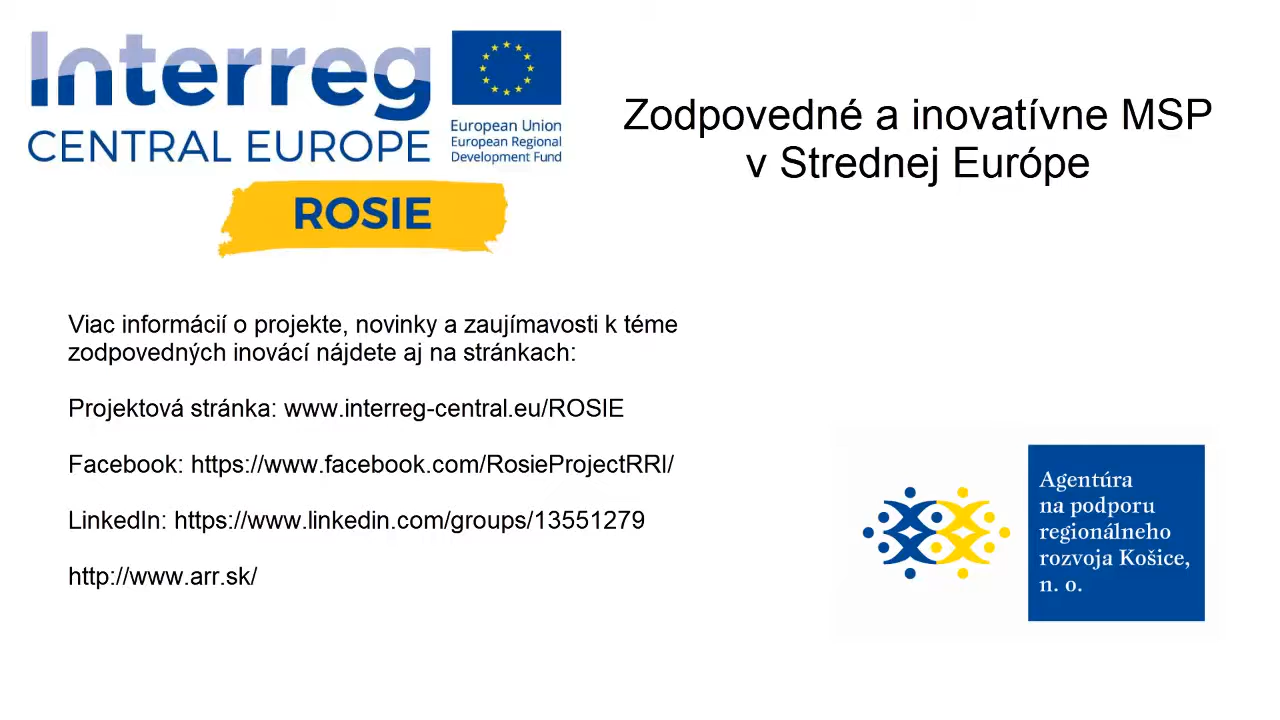 Interreg
CENTRAL EUROPE
European Union
European Regional
Development Fund
ROSIE
Zodpovedné a inovatívne MSP
v Strednej Európe
Viac informácií o projekte, novinky a zaujímavosti k téme
zodpovedných inovácí nájdete aj na stránkach:
Projektová stránka: www.interreg-central.eu/ROSIE
Facebook: https://www.facebook.com/RosieProjectRRI/
LinkedIn: https://www.linkedin.com/groups/13551279
http://www.arr.sk/
Agentúra
na podporu
regionálneho
rozvoja Košice,
n. o.